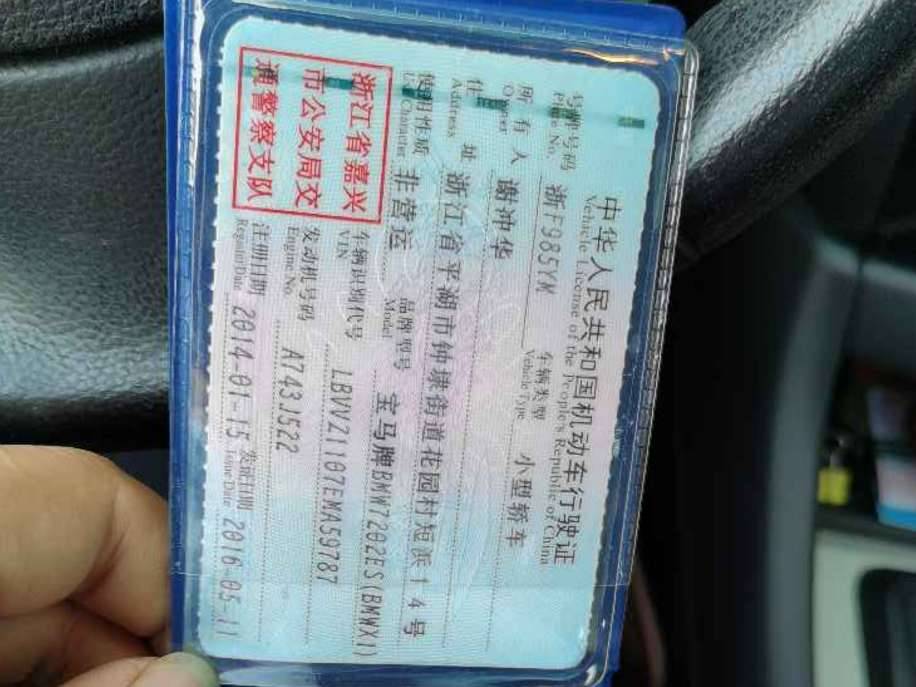 中华人民共和国机动车行驶证
Vehicle License of the People's Republic of China
号牌号码 浙F985YM 车辆类型 小型轿车
Plate No. Vehicle Type
所有人 谢冲华
Owner
住址 浙江省平湖市钟埭街道花园村短浜14号
Address
使用性质 非营运 品牌型号 宝马牌BMW7202ES(BMWX1)
Use Character Model
浙江省嘉兴
市公安局交
通警察支队
车辆识别代号 LBVVZ1107EMA59787
VIN
发动机号码 A743J522
Engine No.
注册日期 2014-01-15 发证日期 2016-05-11
Register Date Issue Date